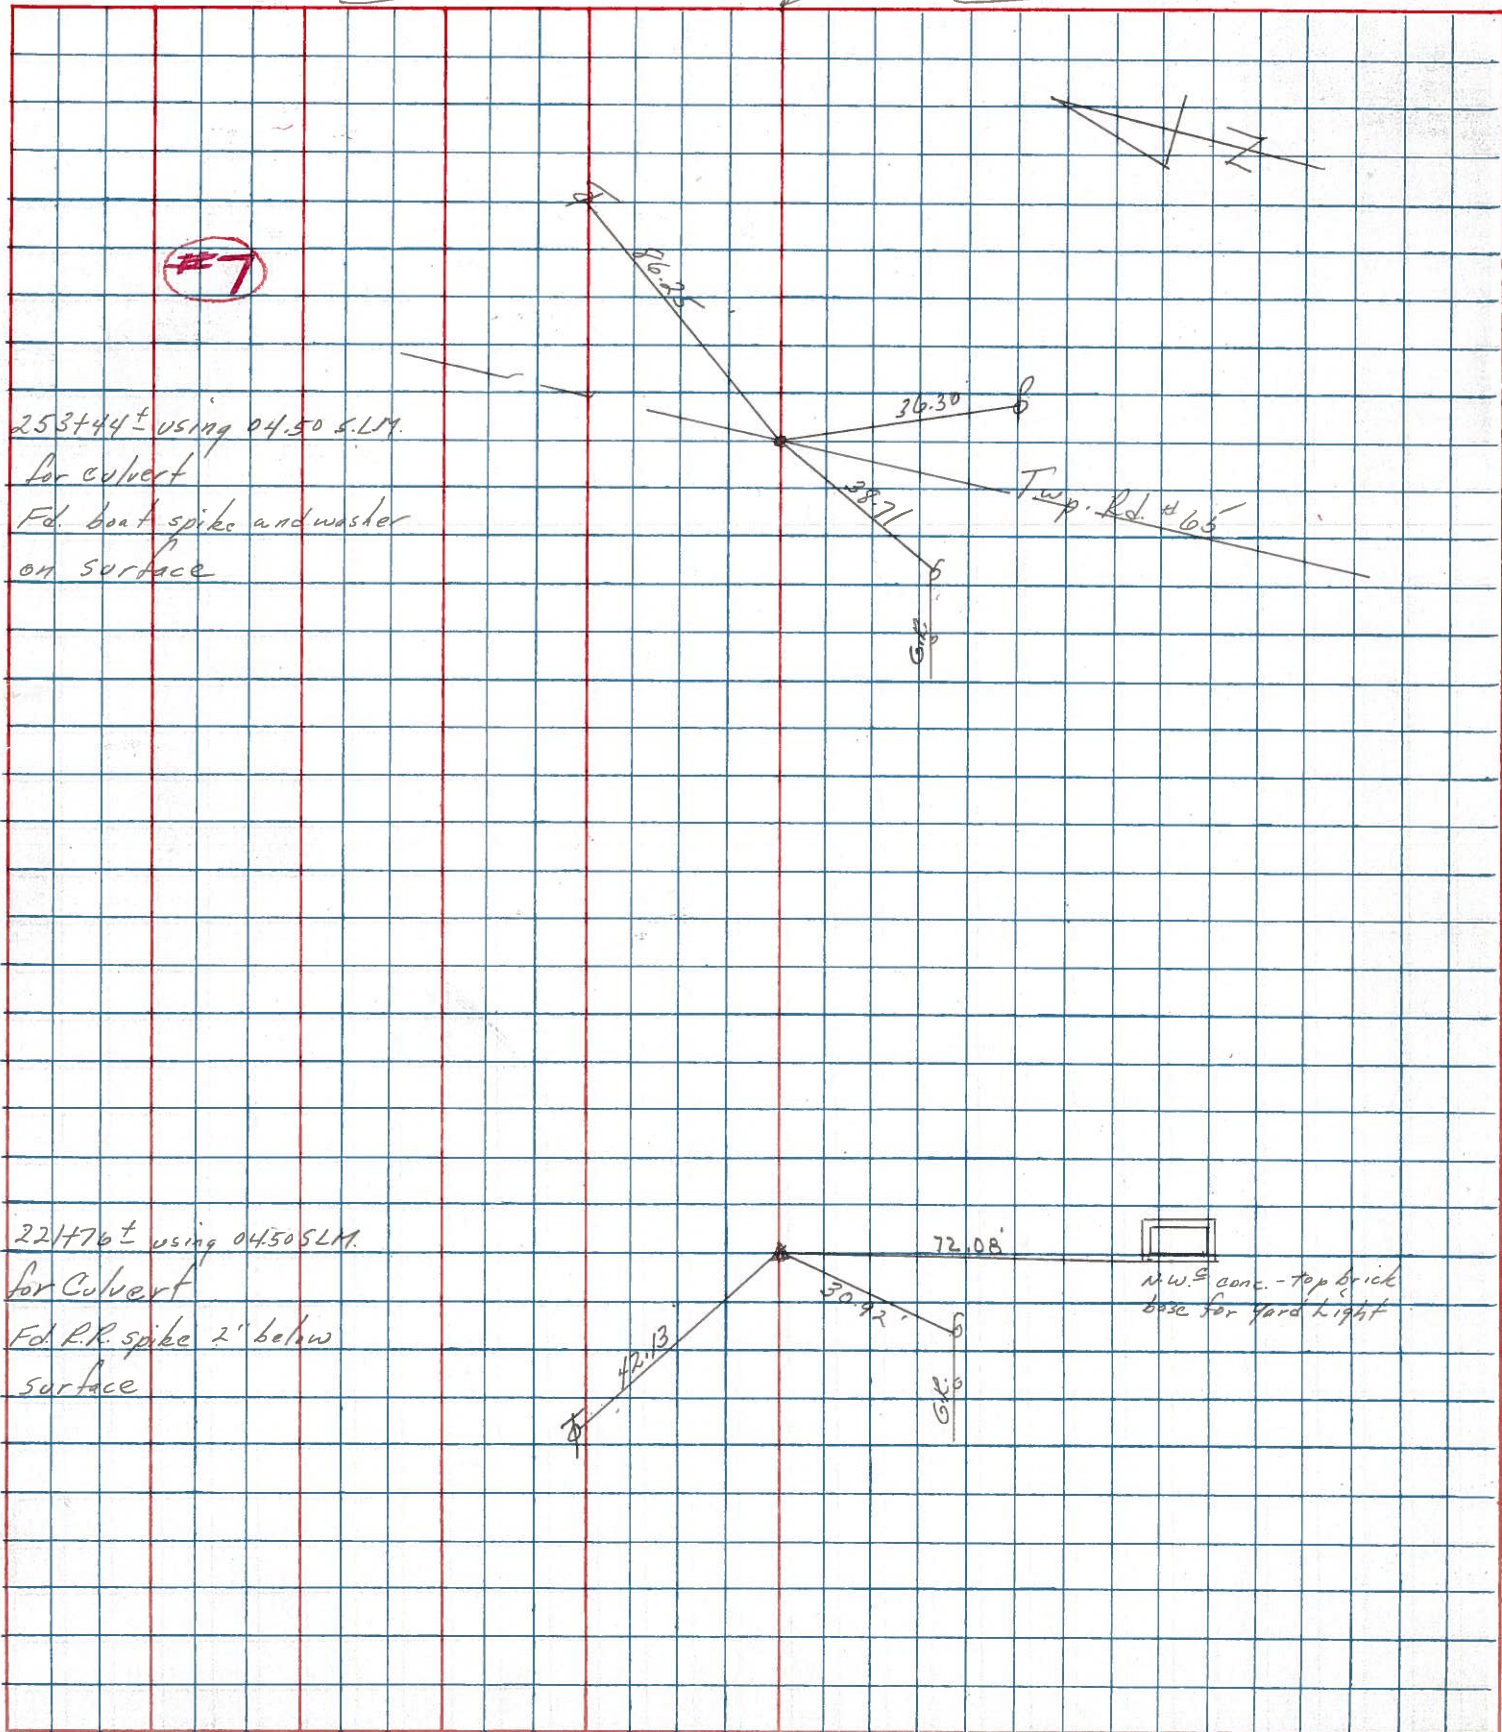 N
#7
36.30'
253+44± using 04.50 S.L.M.
for culvert
Fd. boat spike and washer
on surface
38.71
Twp. Rd. #65
G.R.
221+76± using 04.50 SLM.
for Culvert
Fd. R.R. spike 2" below
surface
72.08'
N.W. conc. - top brick
base for Yard Light
30.92'
42.13
G.R.